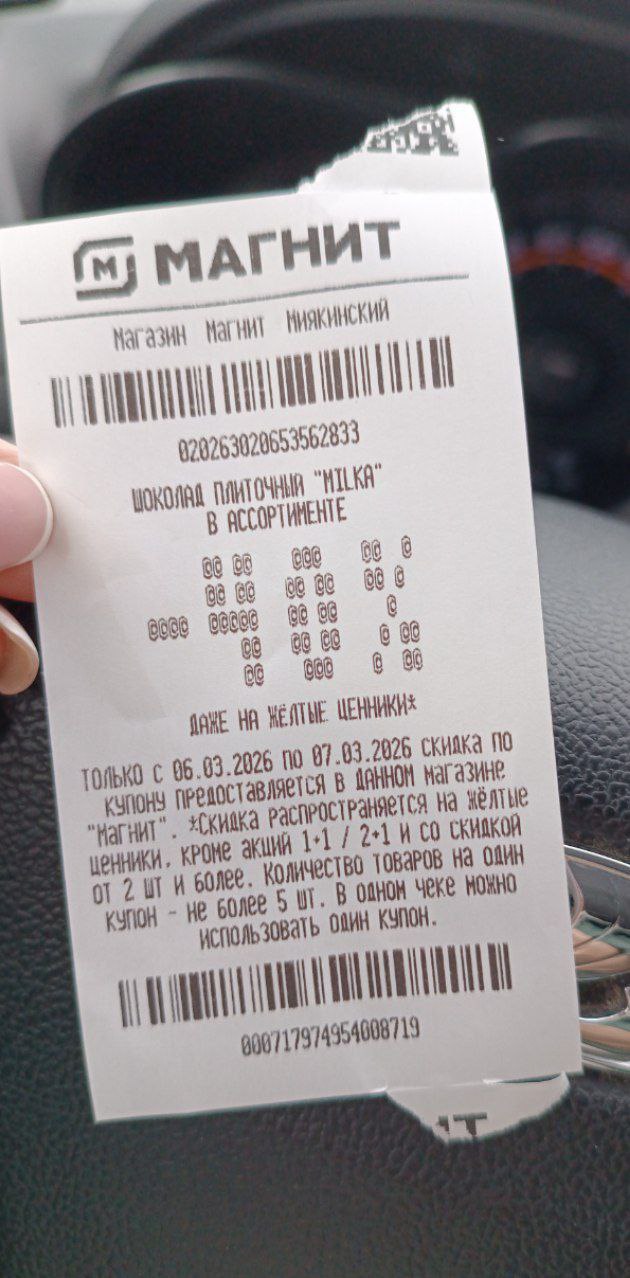 МАГНИТ
Магазин Магнит Миякинский
020263020653562833
ШОКОЛАД ПЛИТОЧНЫЙ "MILKA"
В АССОРТИМЕНТЕ
@@ @@ @@@ @@ @
@@ @@ @@ @@ @@ @
@@@@ @@@@@ @@ @@ @
@@ @@ @@ @ @@
@@ @@@ @ @@
ДАЖЕ НА ЖЁЛТЫЕ ЦЕННИКИ*
ТОЛЬКО С 06.03.2026 ПО 07.03.2026 СКИДКА ПО
КУПОНУ ПРЕДОСТАВЛЯЕТСЯ В ДАННОМ МАГАЗИНЕ
"МАГНИТ". *СКИДКА РАСПРОСТРАНЯЕТСЯ НА ЖЁЛТЫЕ
ЦЕННИКИ, КРОМЕ АКЦИЙ 1+1 / 2+1 И СО СКИДКОЙ
ОТ 2 ШТ И БОЛЕЕ. КОЛИЧЕСТВО ТОВАРОВ НА ОДИН
КУПОН - НЕ БОЛЕЕ 5 ШТ. В ОДНОМ ЧЕКЕ МОЖНО
ИСПОЛЬЗОВАТЬ ОДИН КУПОН.
000717974954008719